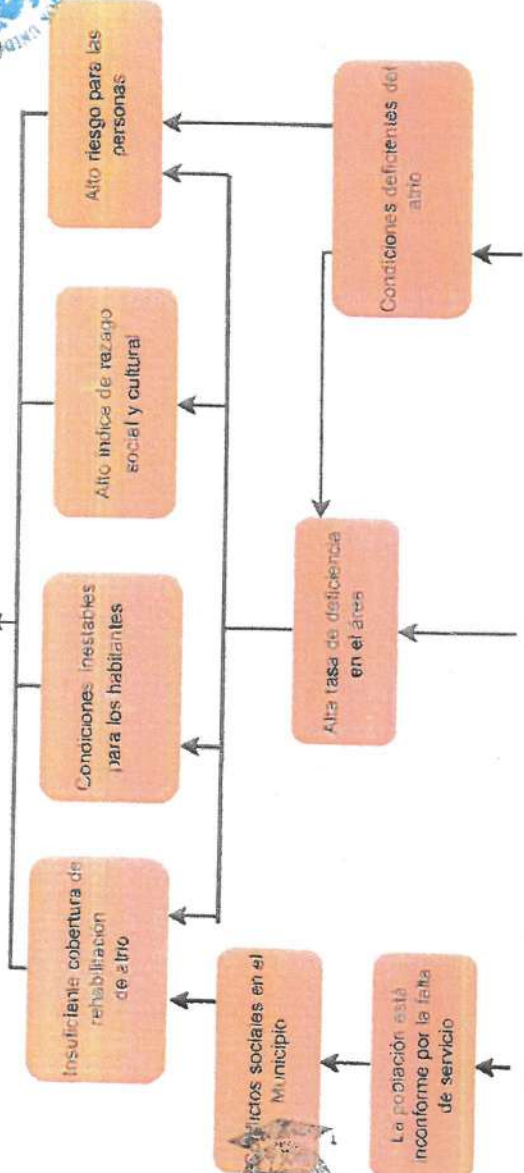 Insuficiente cobertura de
rehabilitación
de atrio
Condiciones inestables
para los habitantes
Alto índice de rezago
social y cultural
Alto riesgo para las
personas
Conflictos sociales en el
Municipio
Alta tasa de deficiencia
en el área
Condiciones deficientes del
atrio
La población está
inconforme por la falta
de servicio